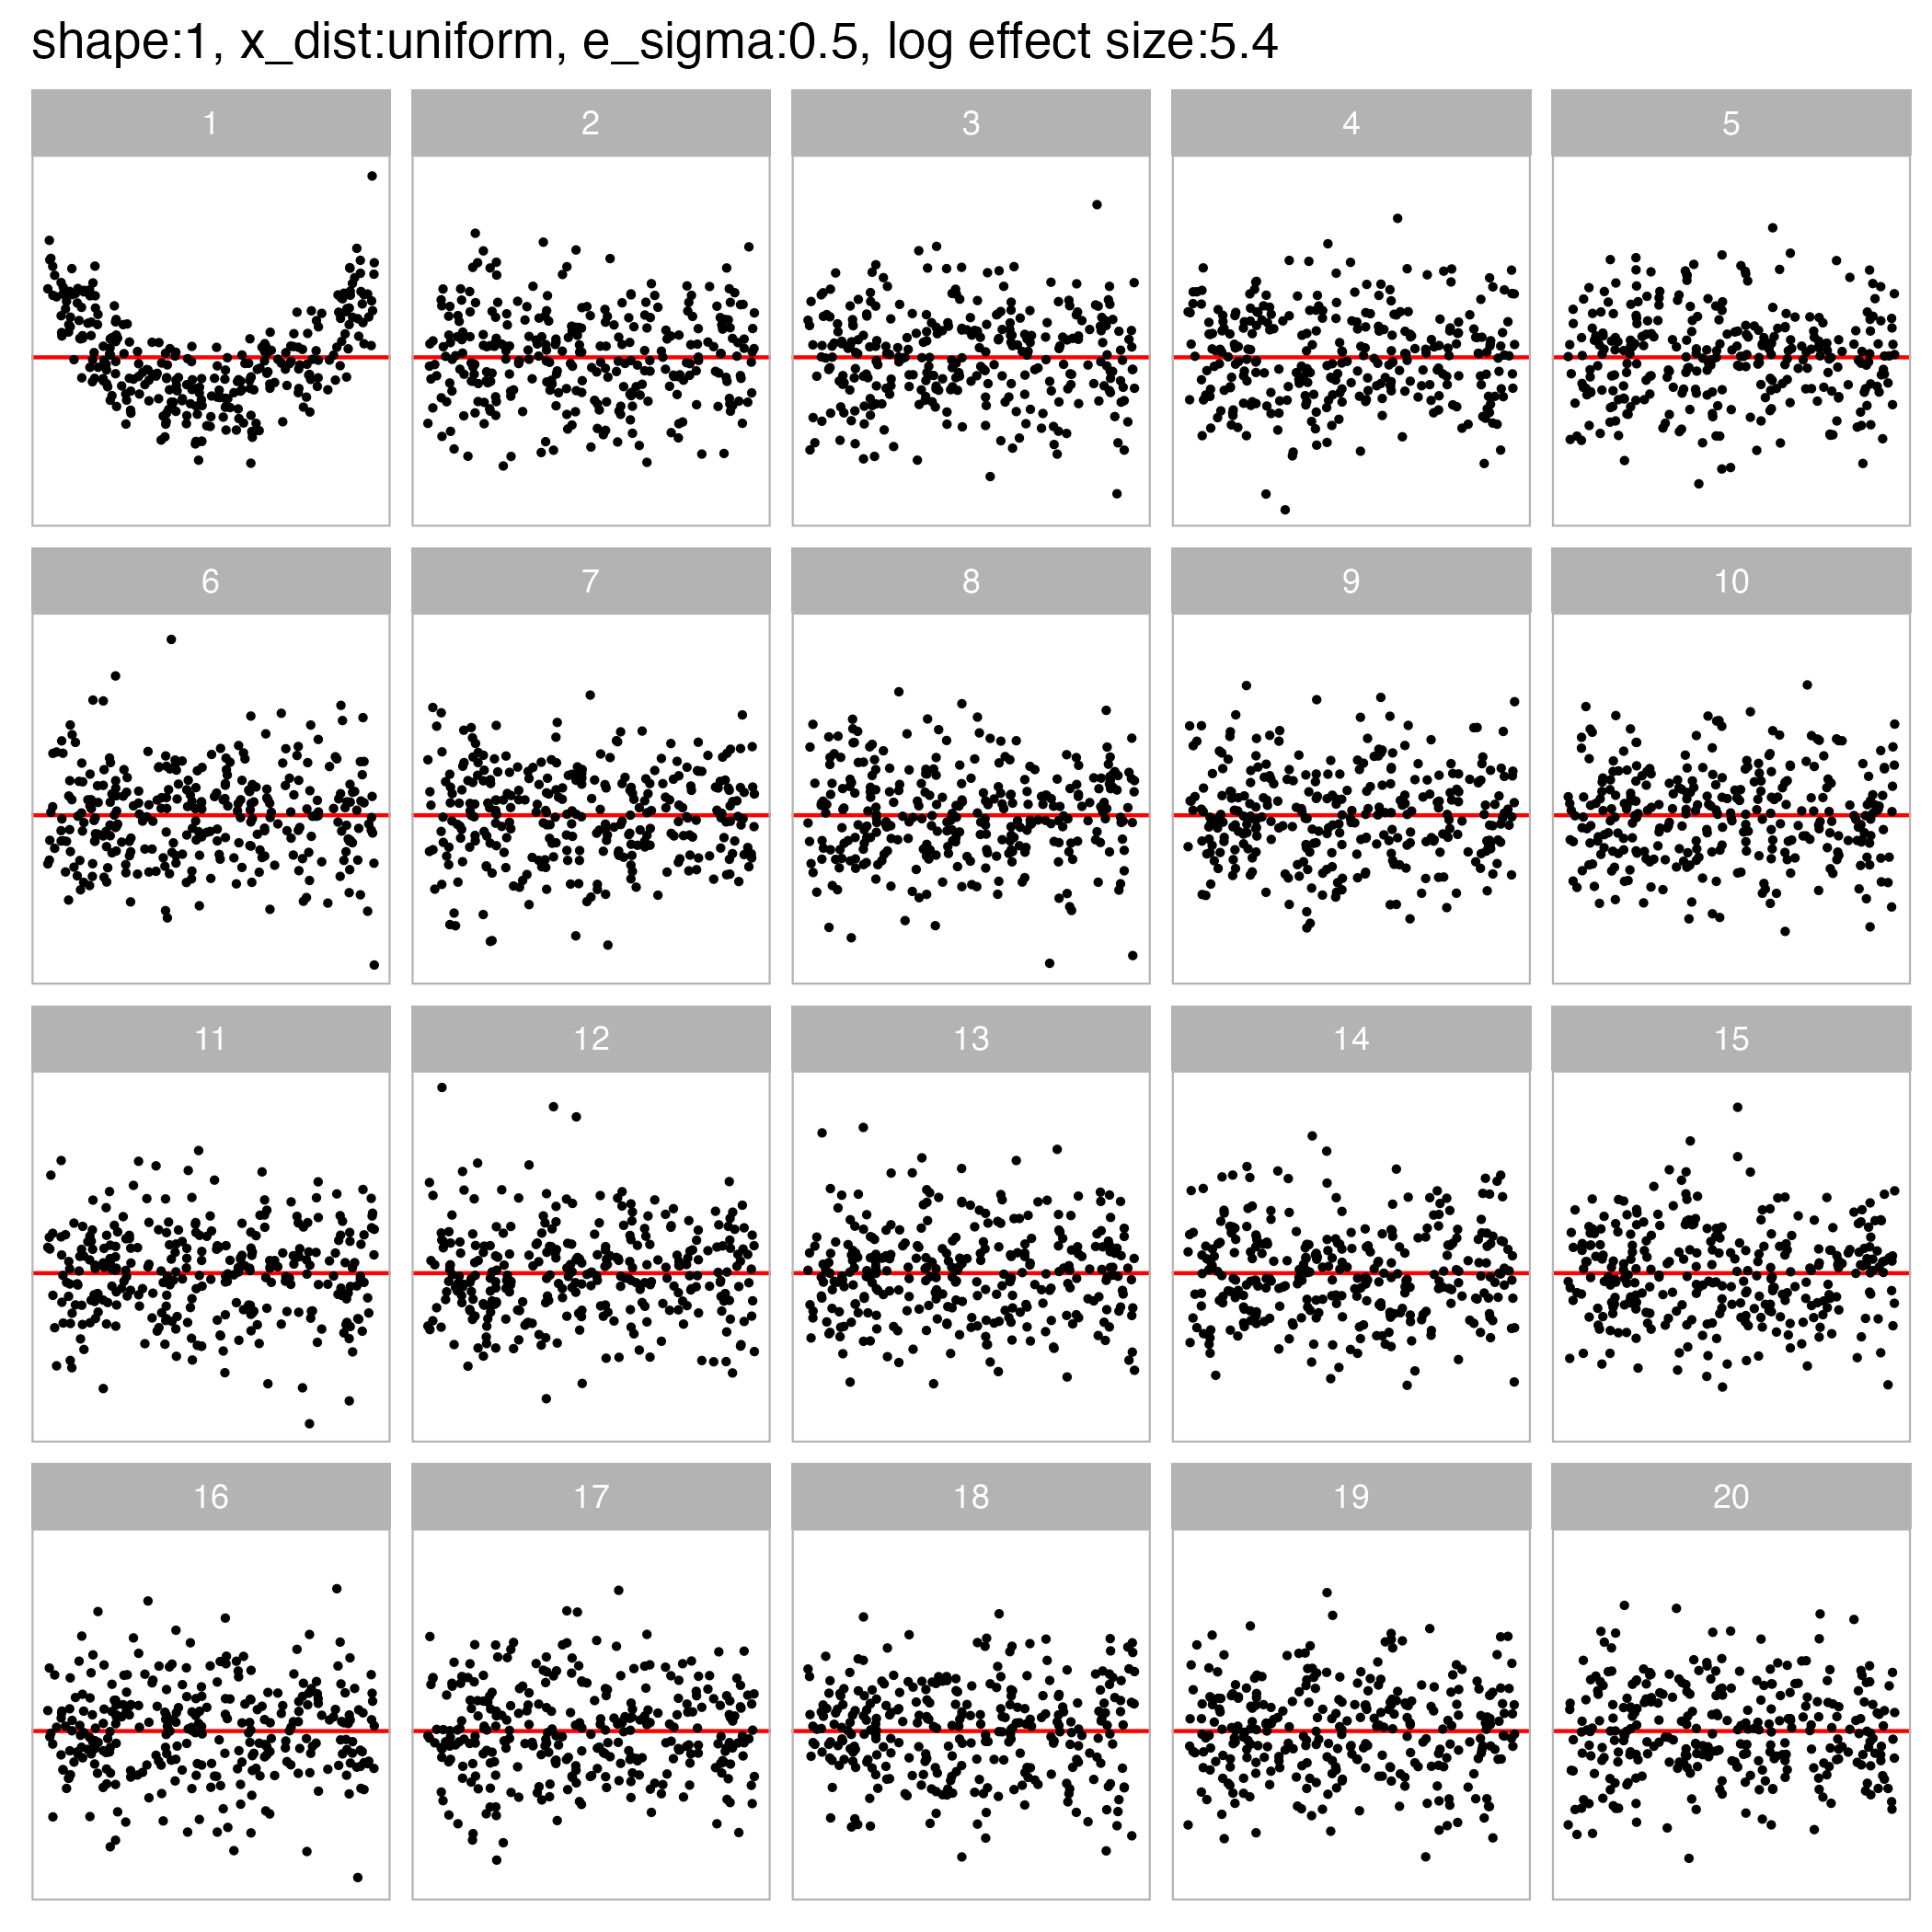 shape:1, x_dist:uniform, e_sigma:0.5, log effect size:5.4
1 2 3 4 5
6 7 8 9 10
11 12 13 14 15
16 17 18 19 20